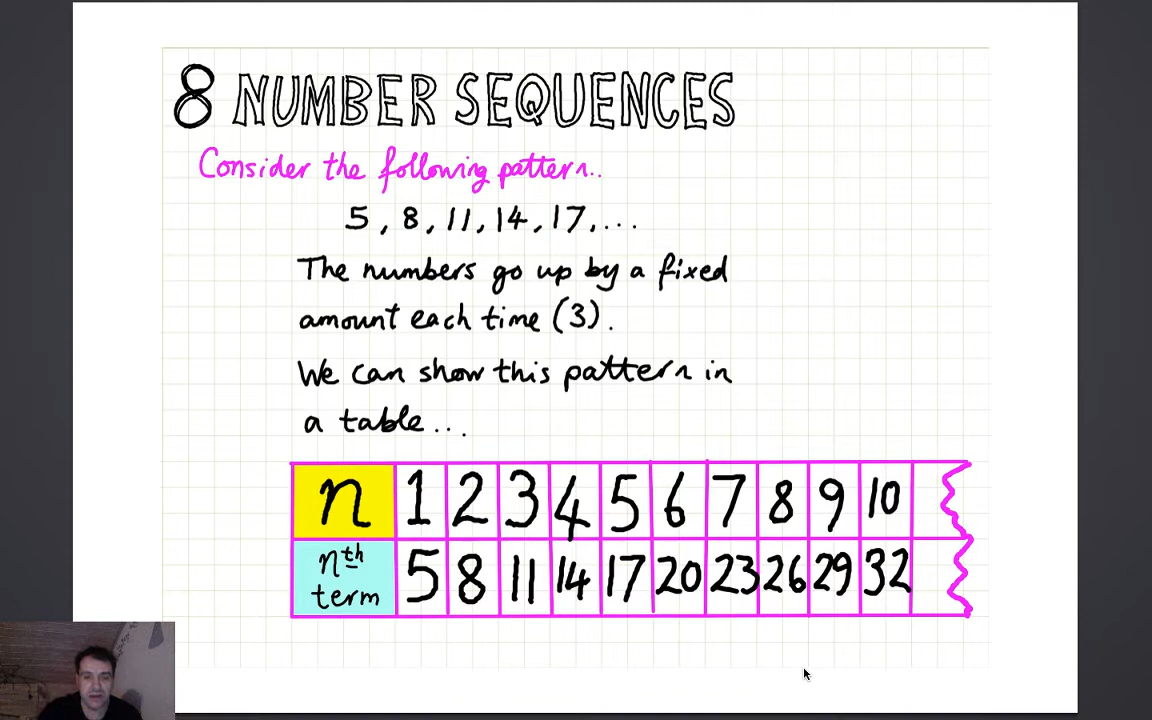 8 NUMBER SEQUENCES
Consider the following pattern..
5, 8, 11, 14, 17, ...
The numbers go up by a fixed
amount each time (3).
We can show this pattern in
a table...
n 1 2 3 4 5 6 7 8 9 10
nth term 5 8 11 14 17 20 23 26 29 32